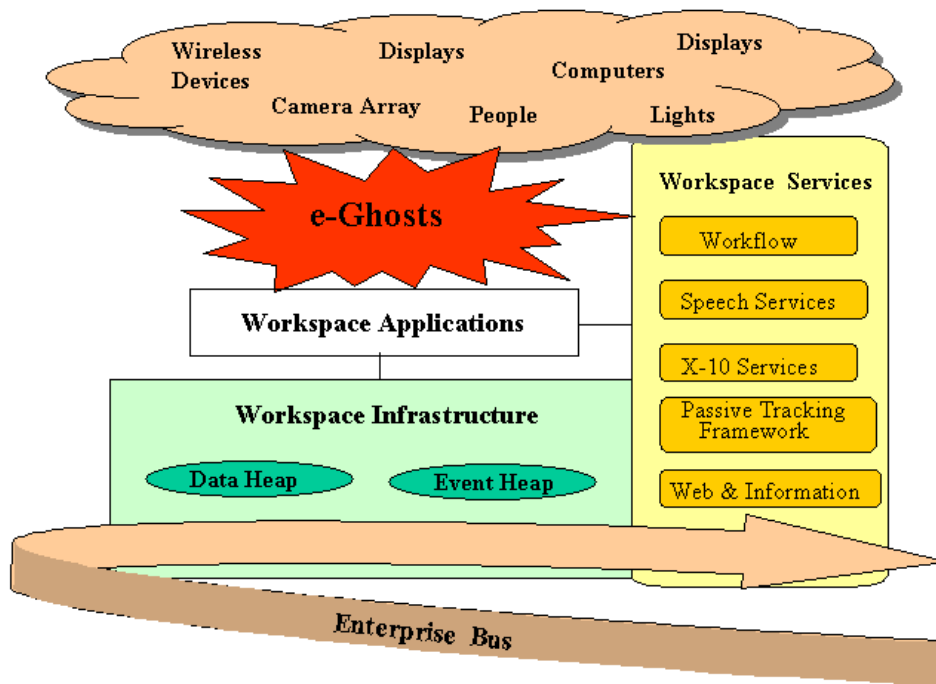 Wireless
Devices
Displays
Displays
Computers
Camera Array
People
Lights
e-Ghosts
Workspace Services
Workflow
Speech Services
X-10 Services
Passive Tracking
Framework
Web & Information
Workspace Applications
Workspace Infrastructure
Data Heap
Event Heap
Enterprise Bus